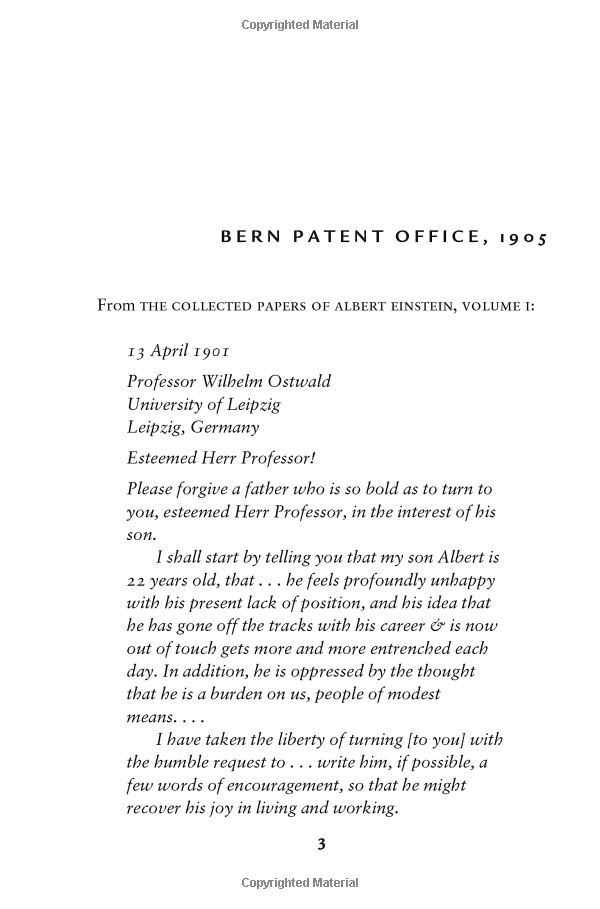 Copyrighted Material
BERN PATENT OFFICE, 1905
From THE COLLECTED PAPERS OF ALBERT EINSTEIN, VOLUME I:
13 April 1901
Professor Wilhelm Ostwald
University of Leipzig
Leipzig, Germany
Esteemed Herr Professor!
Please forgive a father who is so bold as to turn to
you, esteemed Herr Professor, in the interest of his
son.
I shall start by telling you that my son Albert is
22 years old, that . . . he feels profoundly unhappy
with his present lack of position, and his idea that
he has gone off the tracks with his career & is now
out of touch gets more and more entrenched each
day. In addition, he is oppressed by the thought
that he is a burden on us, people of modest
means. . . .
I have taken the liberty of turning [to you] with
the humble request to . . . write him, if possible, a
few words of encouragement, so that he might
recover his joy in living and working.
3
Copyrighted Material